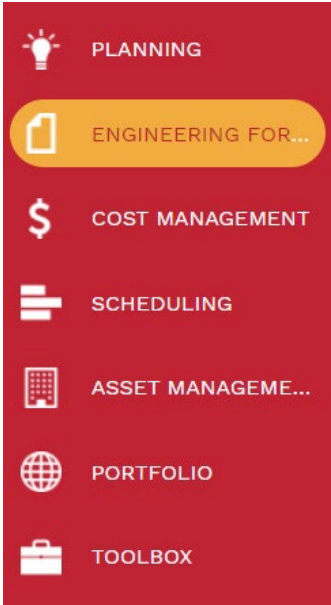 PLANNING
ENGINEERING FOR...
COST MANAGEMENT
SCHEDULING
ASSET MANAGEME...
PORTFOLIO
TOOLBOX